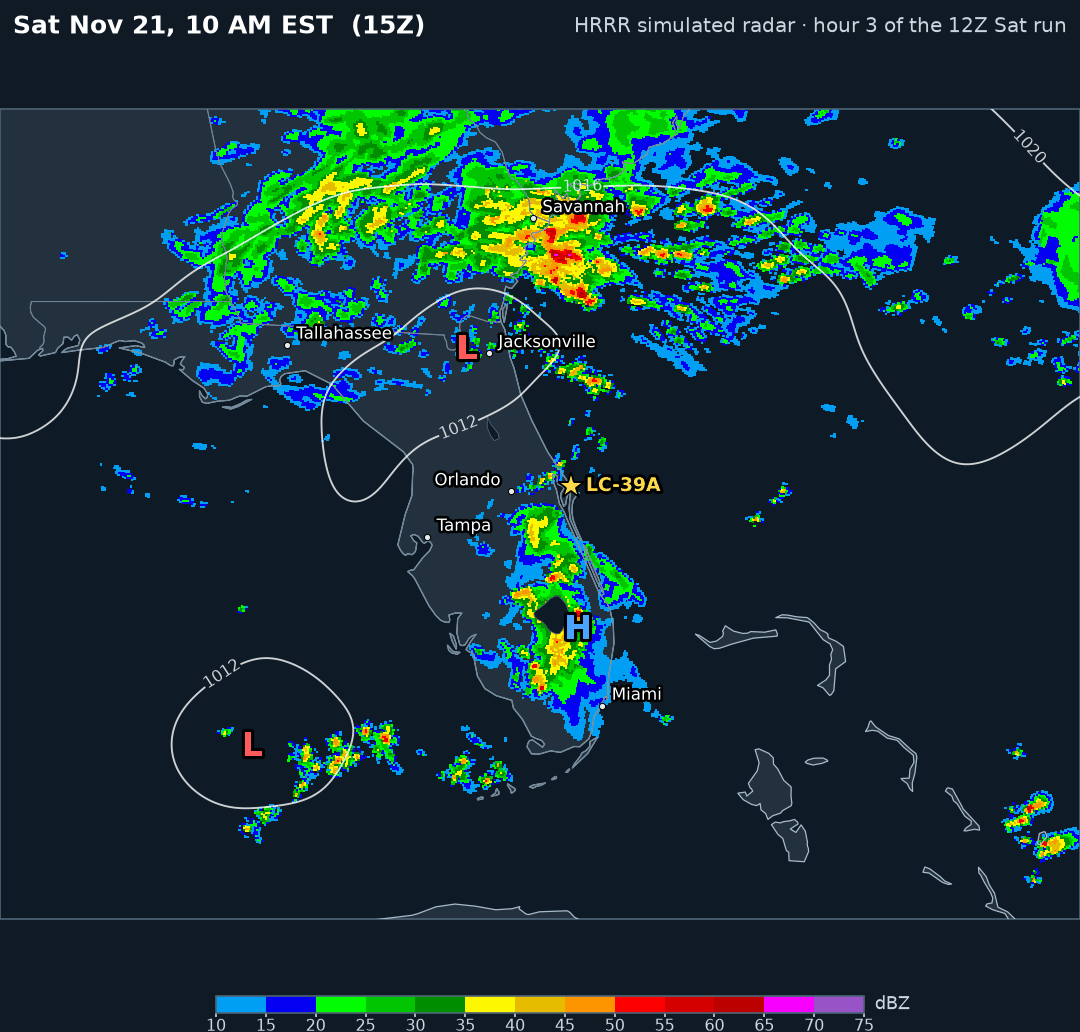 Sat Nov 21, 10 AM EST (15Z)
HRRR simulated radar · hour 3 of the 12Z Sat run
1020
1016
Savannah
Tallahassee
L
Jacksonville
1012
Orlando
LC-39A
Tampa
H
1012
Miami
L
dBZ
10 15 20 25 30 35 40 45 50 55 60 65 70 75